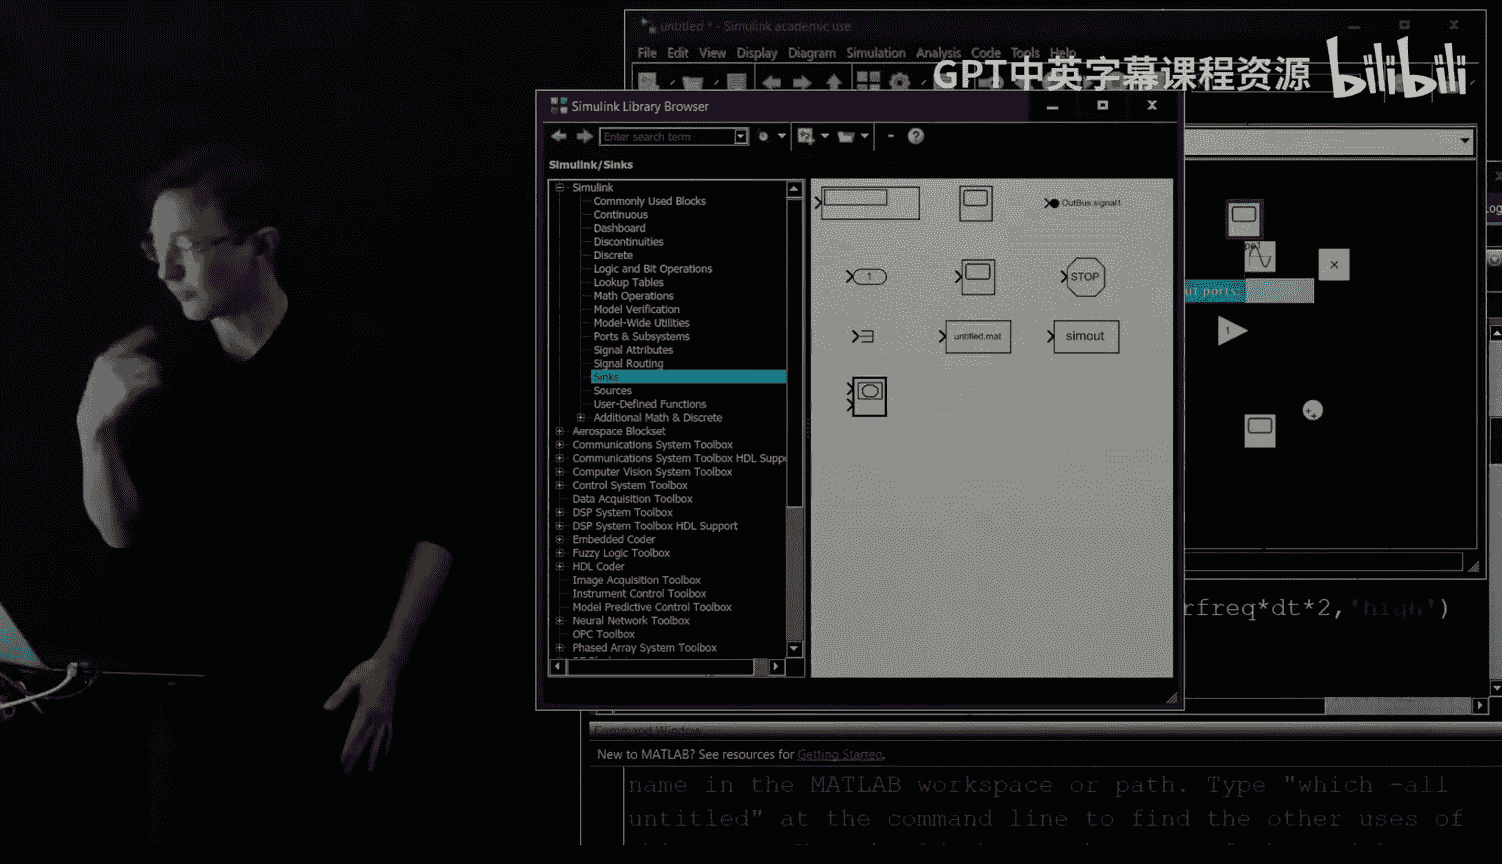 untitled * - Simulink academic use
File Edit View Display Diagram Simulation Analysis Code Tools Help
GPT中英字幕课程资源 bilibili
Simulink Library Browser
Enter search term
Simulink/Sinks
Simulink
Commonly Used Blocks
Continuous
Dashboard
Discontinuities
Discrete
Logic and Bit Operations
Lookup Tables
Math Operations
Model Verification
Model-Wide Utilities
Ports & Subsystems
Signal Attributes
Signal Routing
Sinks
Sources
User-Defined Functions
Additional Math & Discrete
Aerospace Blockset
Communications System Toolbox
Communications System Toolbox HDL Supp
Computer Vision System Toolbox
Control System Toolbox
Data Acquisition Toolbox
DSP System Toolbox
DSP System Toolbox HDL Support
Embedded Coder
Fuzzy Logic Toolbox
HDL Coder
Image Acquisition Toolbox
Instrument Control Toolbox
Model Predictive Control Toolbox
Neural Network Toolbox
OPC Toolbox
Phased Array System Toolbox
OutBus.signal1
1
STOP
untitled.mat
simout
ut ports:
1
rfreq*dt*2,'high')
Command Window
New to MATLAB? See resources for Getting Started.
name in the MATLAB workspace or path. Type "which -all
untitled" at the command line to find the other uses of